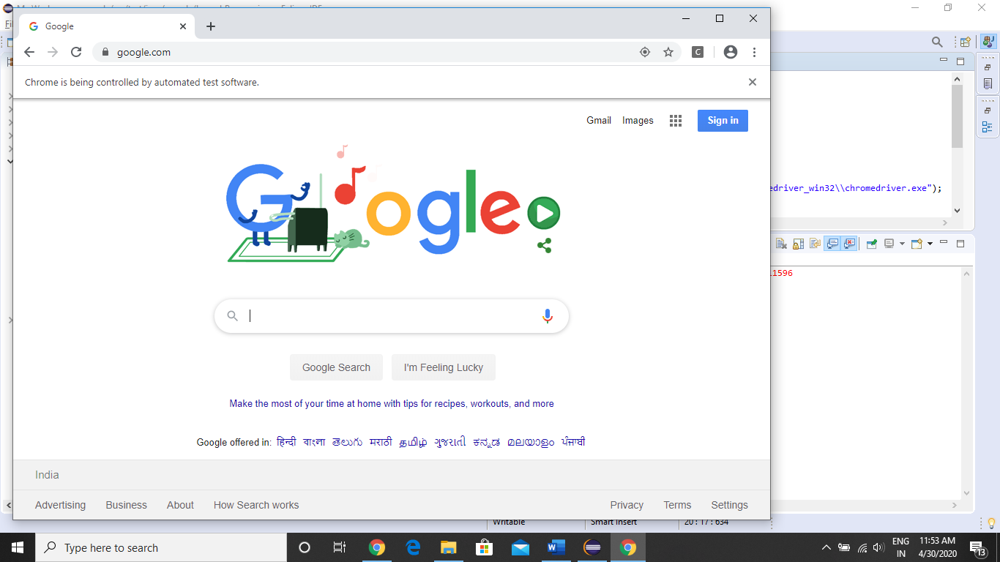 Google
google.com
C
Chrome is being controlled by automated test software.
Gmail Images Sign in
Google
edriver_win32\\chromedriver.exe");
1596
Google Search I'm Feeling Lucky
Make the most of your time at home with tips for recipes, workouts, and more
Google offered in: हिन्दी বাংলা తెలుగు मराठी தமிழ் ગુજરાતી ಕನ್ನಡ മലയാളം ਪੰਜਾਬੀ
India
Advertising Business About How Search works Privacy Terms Settings
Writable Smart Insert 20 : 17 : 634
Type here to search
ENG 11:53 AM
IN 4/30/2020 13